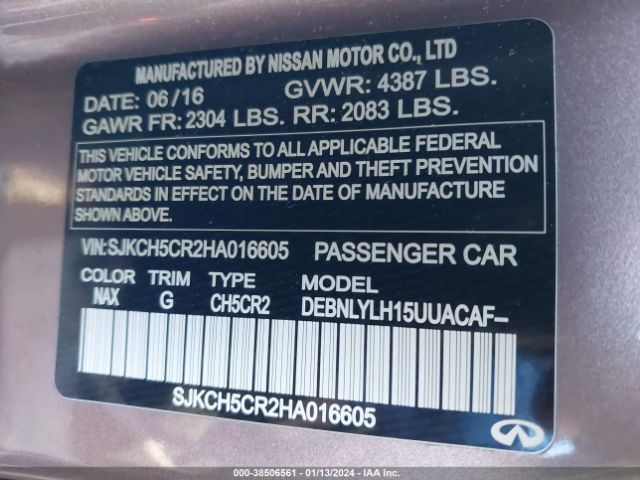 MANUFACTURED BY NISSAN MOTOR CO., LTD
DATE: 06/16 GVWR: 4387 LBS.
GAWR FR: 2304 LBS. RR: 2083 LBS.
THIS VEHICLE CONFORMS TO ALL APPLICABLE FEDERAL
MOTOR VEHICLE SAFETY, BUMPER AND THEFT PREVENTION
STANDARDS IN EFFECT ON THE DATE OF MANUFACTURE
SHOWN ABOVE.
VIN:SJKCH5CR2HA016605 PASSENGER CAR
COLOR TRIM TYPE
NAX G CH5CR2 DEBNLYLH15UUACAF-
SJKCH5CR2HA016605
000-38506561 - 01/13/2024 - IAA Inc.